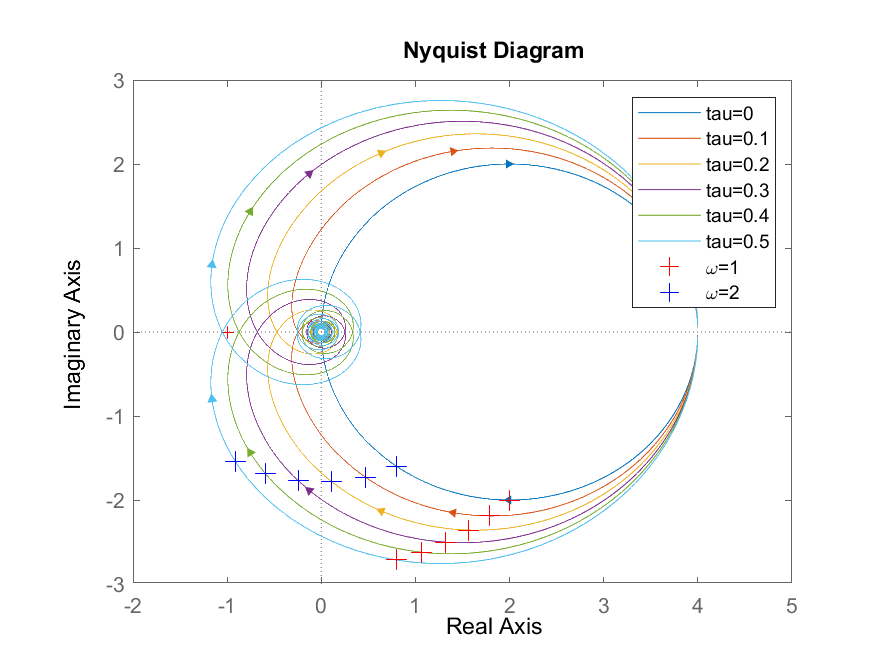 Nyquist Diagram
3
2
1
0
-1
-2
-3
Imaginary Axis
tau=0
tau=0.1
tau=0.2
tau=0.3
tau=0.4
tau=0.5
ω=1
ω=2
-2 -1 0 1 2 3 4 5
Real Axis